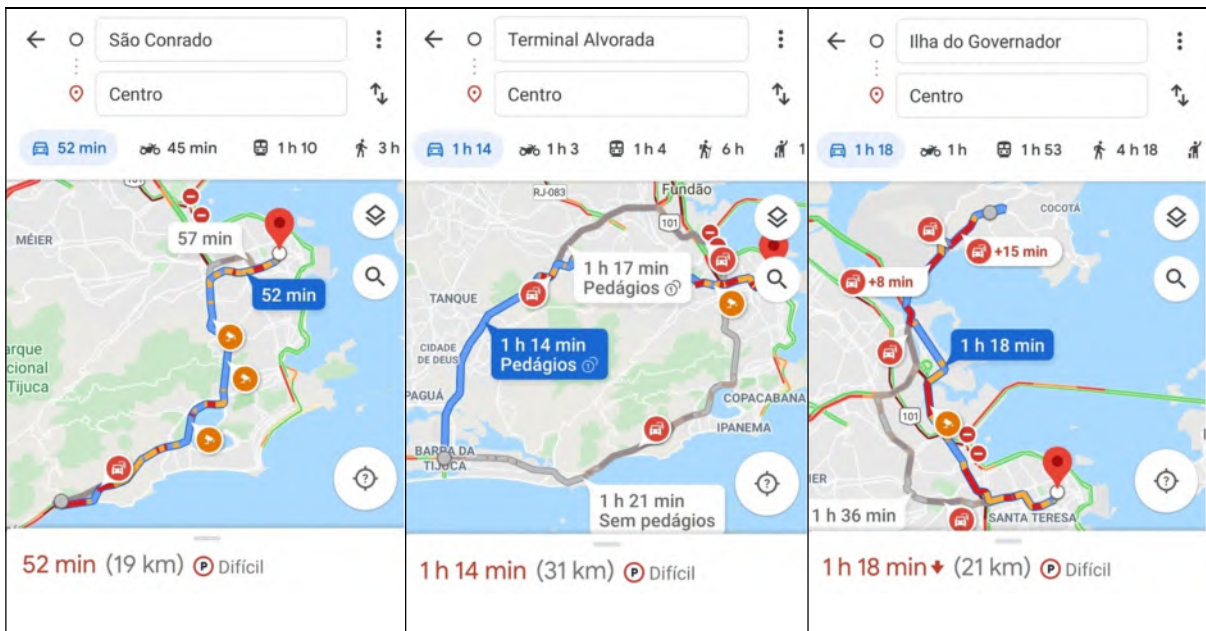 São Conrado
Centro
52 min
45 min
1 h 10
3 h
MÉIER
57 min
52 min
arque
cional
Tijuca
52 min (19 km) P Difícil
Terminal Alvorada
Centro
1 h 14
1 h 3
1 h 4
6 h
1
RJ-083
Fundão
101
1 h 17 min
Pedágios
TANQUE
CIDADE
DE DEUS
1 h 14 min
Pedágios
PAGUÁ
COPACABANA
IPANEMA
BARRA DA
TIJUCA
1 h 21 min
Sem pedágios
1 h 14 min (31 km) P Difícil
Ilha do Governador
Centro
1 h 18
1 h
1 h 53
4 h 18
COCOTÁ
+15 min
+8 min
1 h 18 min
101
IER
1 h 36 min
SANTA TERESA
1 h 18 min (21 km) P Difícil